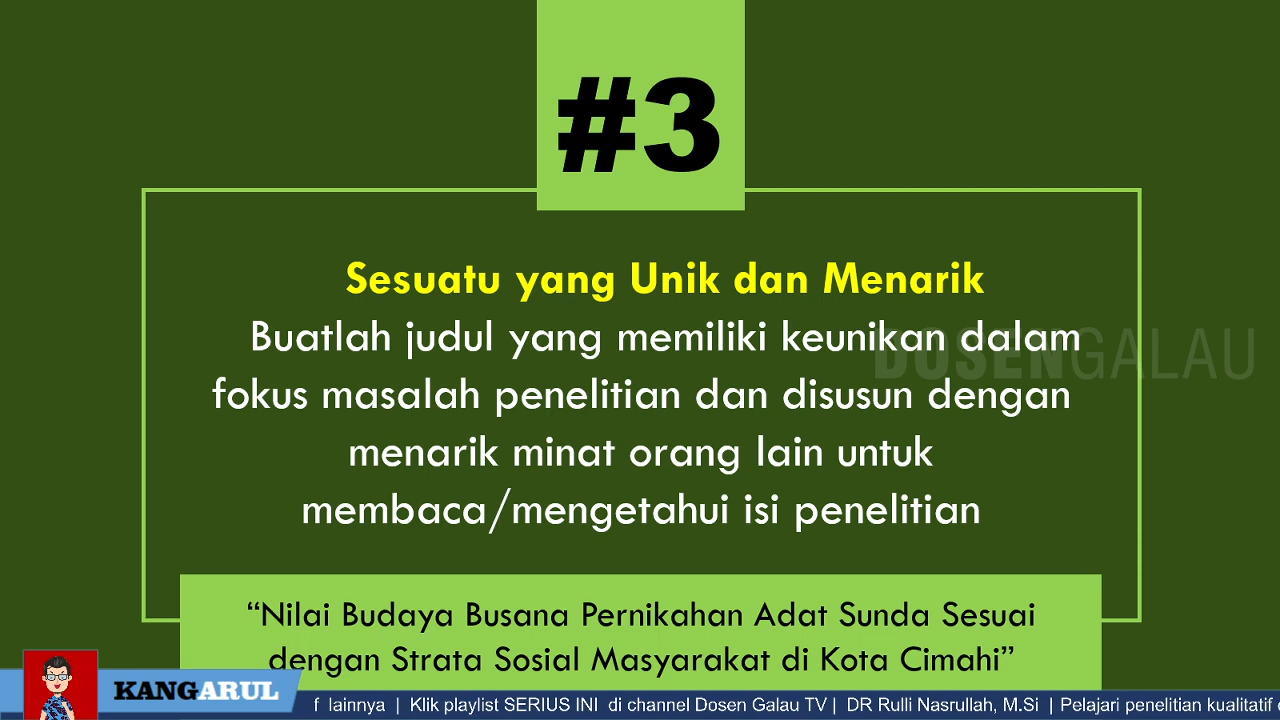 #3
Sesuatu yang Unik dan Menarik
Buatlah judul yang memiliki keunikan dalam
fokus masalah penelitian dan disusun dengan
menarik minat orang lain untuk
membaca/mengetahui isi penelitian
DOSENGALAU
“Nilai Budaya Busana Pernikahan Adat Sunda Sesuai
dengan Strata Sosial Masyarakat di Kota Cimahi”
KANGARUL
f lainnya | Klik playlist SERIUS INI di channel Dosen Galau TV | DR Rulli Nasrullah, M.Si | Pelajari penelitian kualitatif